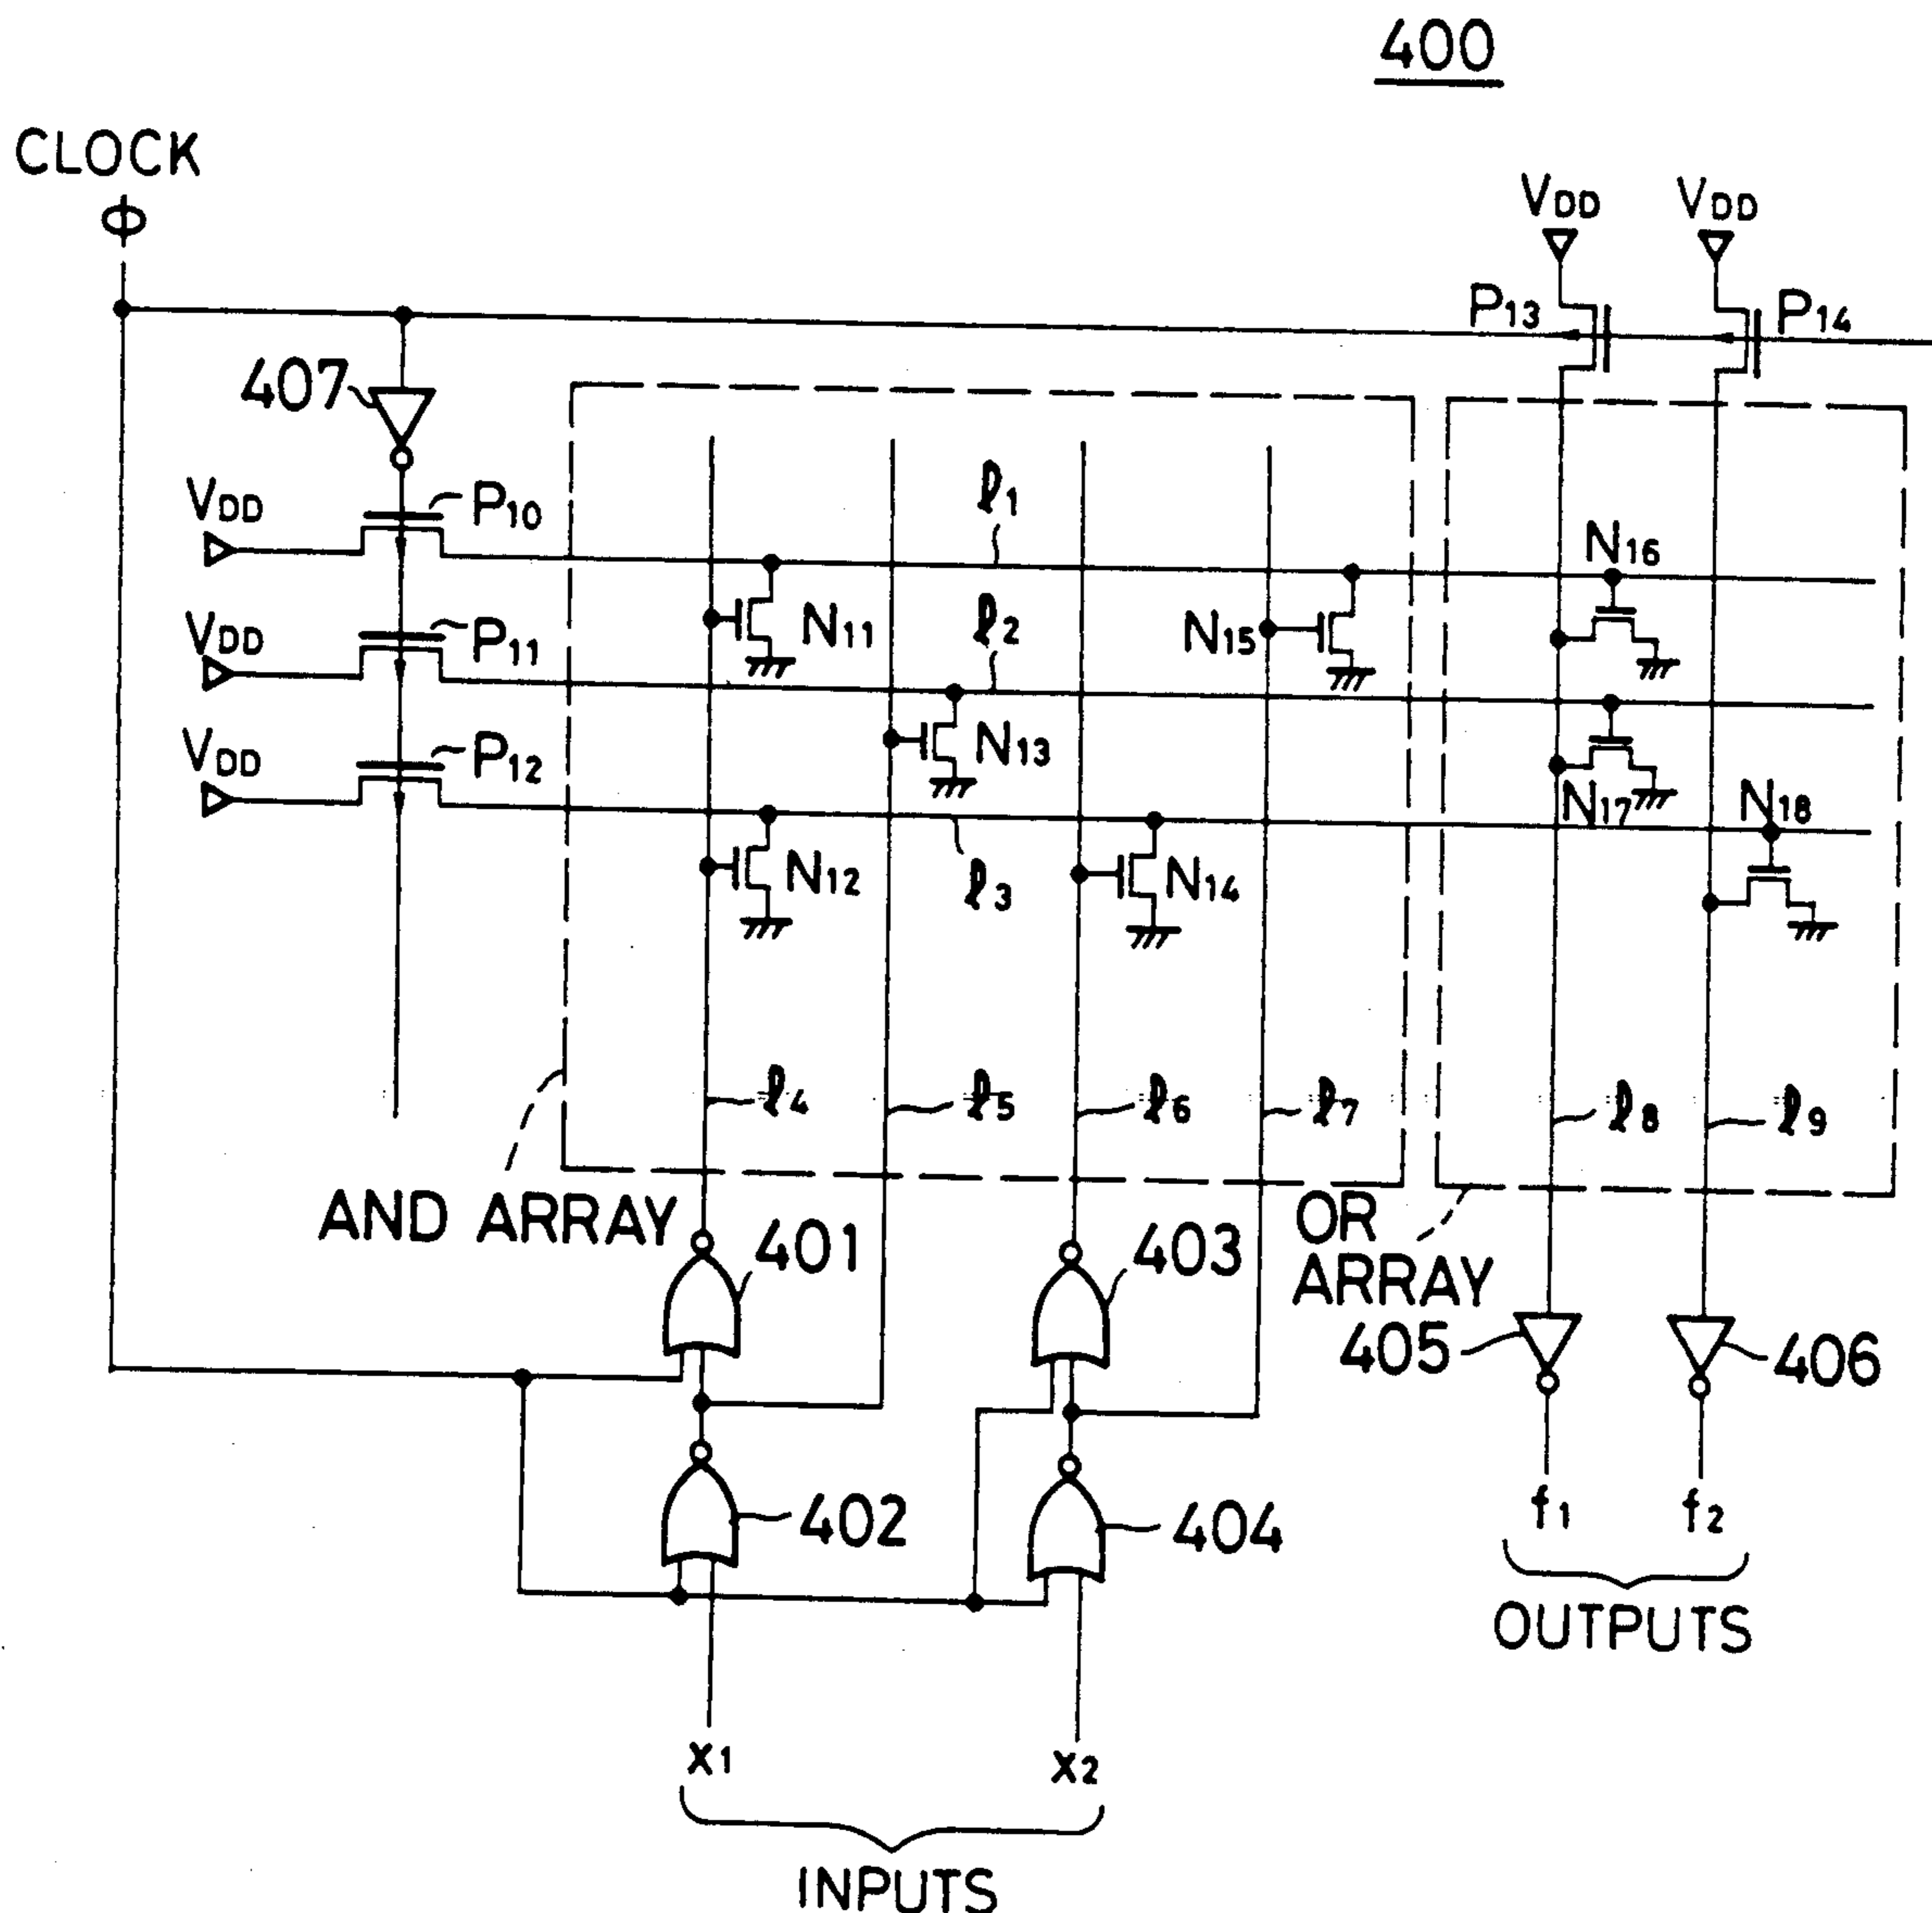 400
CLOCK
Φ
VDD VDD
P13 P14
407
VDD P10
ℓ1
N16
VDD P11
N11
ℓ2
N15
VDD P12
N13
N17
N18
N12
ℓ3
N14
ℓ4 ℓ5 ℓ6 ℓ7 ℓ8 ℓ9
AND ARRAY
401
403
OR
ARRAY
405
406
402
404
f1 f2
OUTPUTS
x1 x2
INPUTS